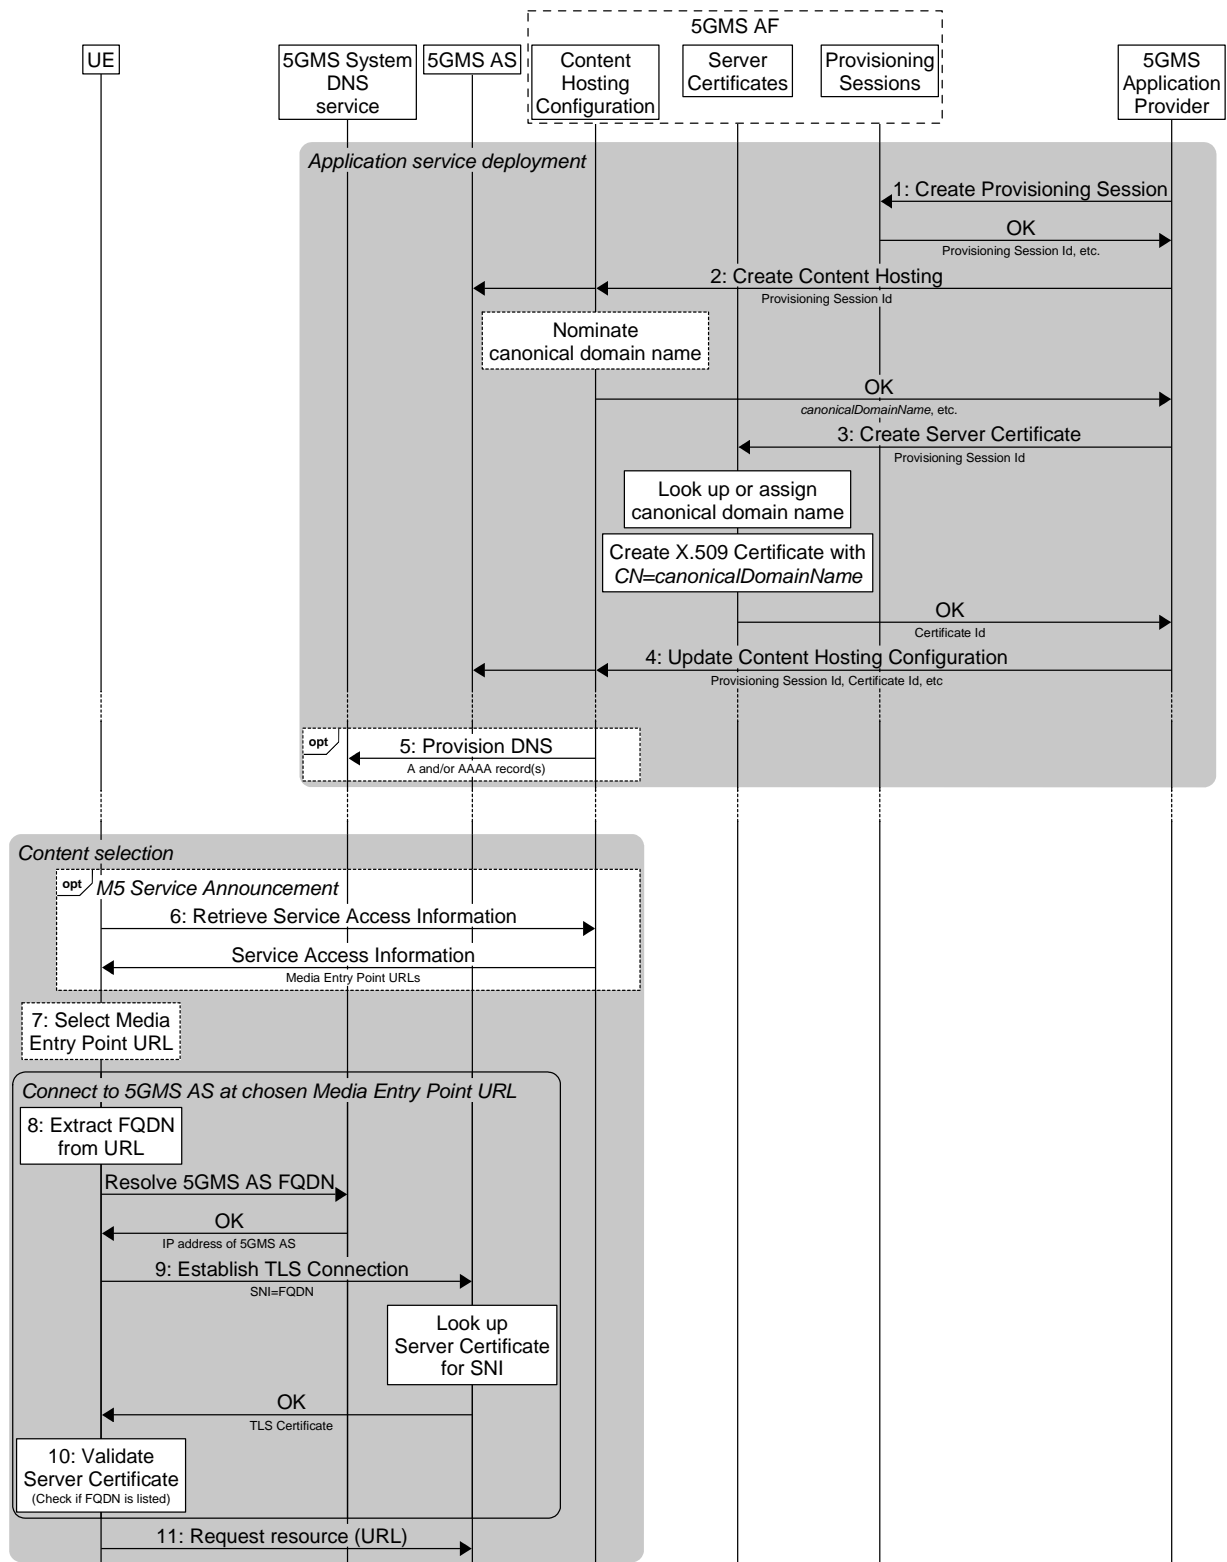 5GMS AF
UE
5GMS System
DNS
service
5GMS AS
Content
Hosting
Configuration
Server
Certificates
Provisioning
Sessions
5GMS
Application
Provider
Application service deployment
1: Create Provisioning Session
OK
Provisioning Session Id, etc.
2: Create Content Hosting
Provisioning Session Id
Nominate
canonical domain name
OK
canonicalDomainName, etc.
3: Create Server Certificate
Provisioning Session Id
Look up or assign
canonical domain name
Create X.509 Certificate with
CN=canonicalDomainName
OK
Certificate Id
4: Update Content Hosting Configuration
Provisioning Session Id, Certificate Id, etc
opt
5: Provision DNS
A and/or AAAA record(s)
Content selection
opt
M5 Service Announcement
6: Retrieve Service Access Information
Service Access Information
Media Entry Point URLs
7: Select Media
Entry Point URL
Connect to 5GMS AS at chosen Media Entry Point URL
8: Extract FQDN
from URL
Resolve 5GMS AS FQDN
OK
IP address of 5GMS AS
9: Establish TLS Connection
SNI=FQDN
Look up
Server Certificate
for SNI
OK
TLS Certificate
10: Validate
Server Certificate
(Check if FQDN is listed)
11: Request resource (URL)